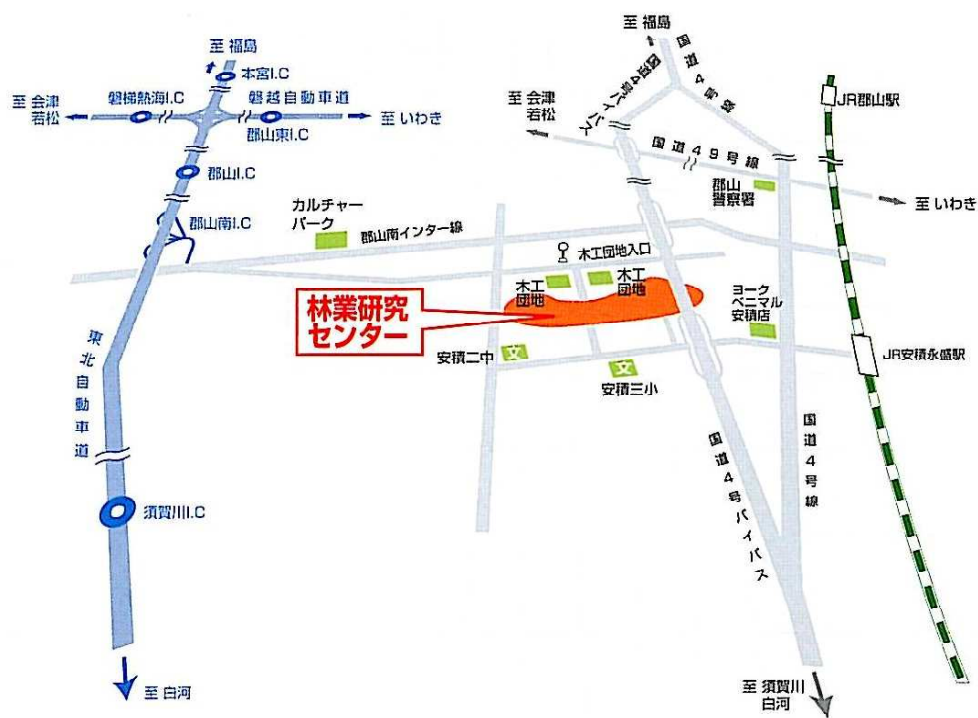 至 福島
本宮I.C
至 会津
若松
磐梯熱海I.C
磐越自動車道
郡山東I.C
至 いわき
郡山I.C
郡山南I.C
東北自動車道
須賀川I.C
至 白河
至 福島
国道4号線
国道4号バイパス
至 会津
若松
国道49号線
郡山
警察署
至 いわき
JR郡山駅
カルチャー
パーク
郡山南インター線
木工団地入口
木工
団地
木工
団地
林業研究
センター
ヨーク
ベニマル
安積店
安積二中
文
文
安積三小
JR安積永盛駅
国道4号バイパス
国道4号線
至 須賀川
白河